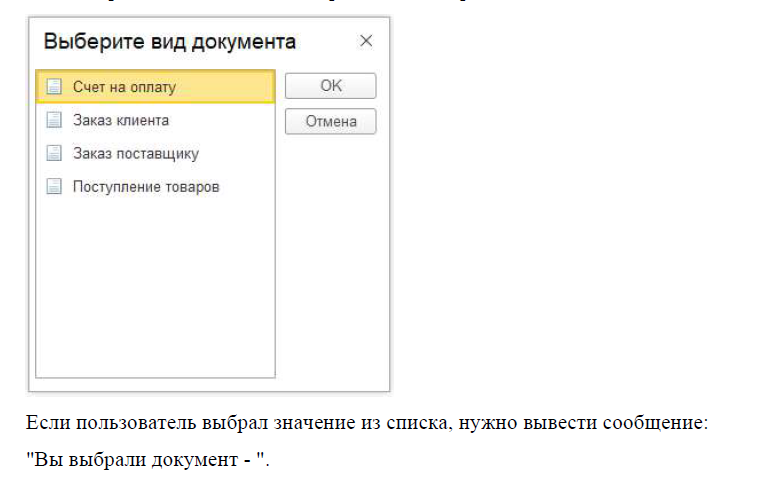 Выберите вид документа
Счет на оплату
OK
Заказ клиента
Отмена
Заказ поставщику
Поступление товаров
Если пользователь выбрал значение из списка, нужно вывести сообщение:
"Вы выбрали документ - ".